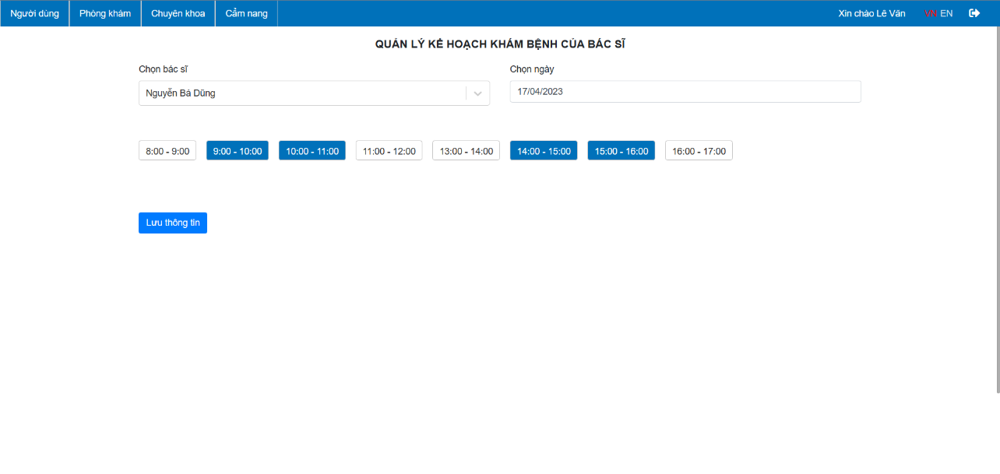 Người dùng Phòng khám Chuyên khoa Cẩm nang Xin chào Lê Văn VN EN
QUẢN LÝ KẾ HOẠCH KHÁM BỆNH CỦA BÁC SĨ
Chọn bác sĩ Chọn ngày
Nguyễn Bá Dũng 17/04/2023
8:00 - 9:00 9:00 - 10:00 10:00 - 11:00 11:00 - 12:00 13:00 - 14:00 14:00 - 15:00 15:00 - 16:00 16:00 - 17:00
Lưu thông tin